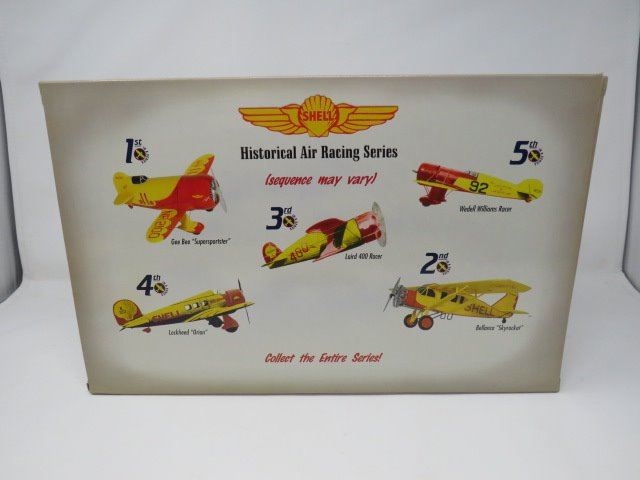 SHELL
Historical Air Racing Series
(sequence may vary)
1st
Gee Bee "Supersportster"
3rd
400
Laird 400 Racer
5th
92
Wedell Williams Racer
4th
SHELL
Lockheed "Orion"
2nd
SHELL
Bellanca "Skyrocket"
Collect the Entire Series!